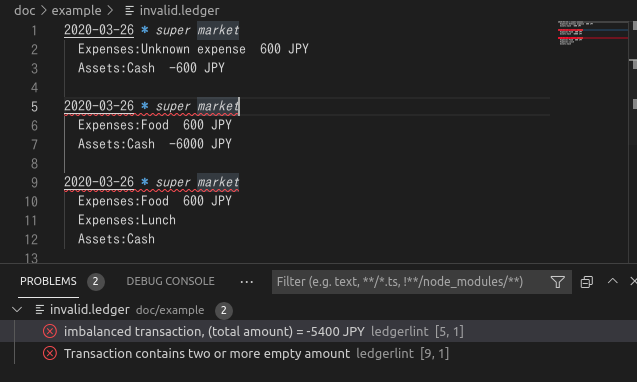 doc > example > invalid.ledger
1 2020-03-26 * super market
2 Expenses:Unknown expense  600 JPY
3 Assets:Cash  -600 JPY
4
5 2020-03-26 * super market
6 Expenses:Food  600 JPY
7 Assets:Cash  -6000 JPY
8
9 2020-03-26 * super market
10 Expenses:Food  600 JPY
11 Expenses:Lunch
12 Assets:Cash
13
PROBLEMS 2 DEBUG CONSOLE ... Filter (e.g. text, **/*.ts, !**/node_modules/**)
invalid.ledger doc/example 2
imbalanced transaction, (total amount) = -5400 JPY ledgerlint [5, 1]
Transaction contains two or more empty amount ledgerlint [9, 1]